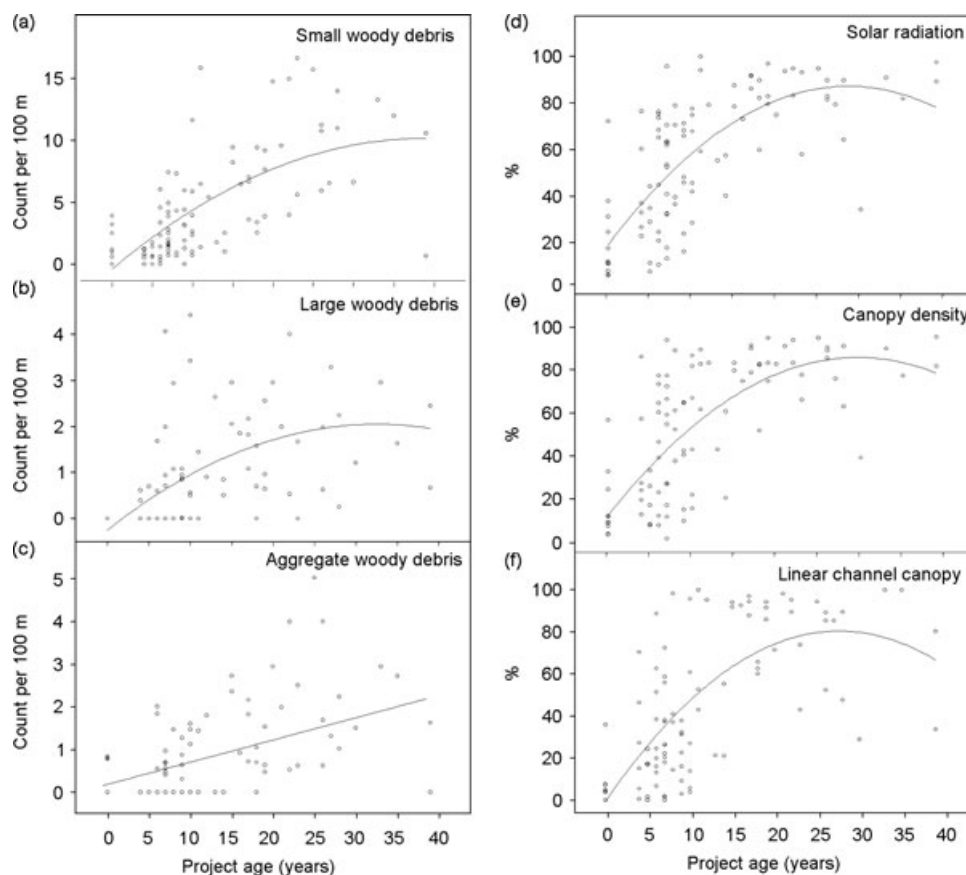 (a)
Small woody debris
Count per 100 m
15
10
5
0
(b)
Large woody debris
Count per 100 m
4
3
2
1
0
(c)
Aggregate woody debris
Count per 100 m
5
4
3
2
1
0
0 5 10 15 20 25 30 35 40
Project age (years)
(d)
Solar radiation
%
100
80
60
40
20
0
(e)
Canopy density
%
100
80
60
40
20
0
(f)
Linear channel canopy
%
100
80
60
40
20
0
0 5 10 15 20 25 30 35 40
Project age (years)